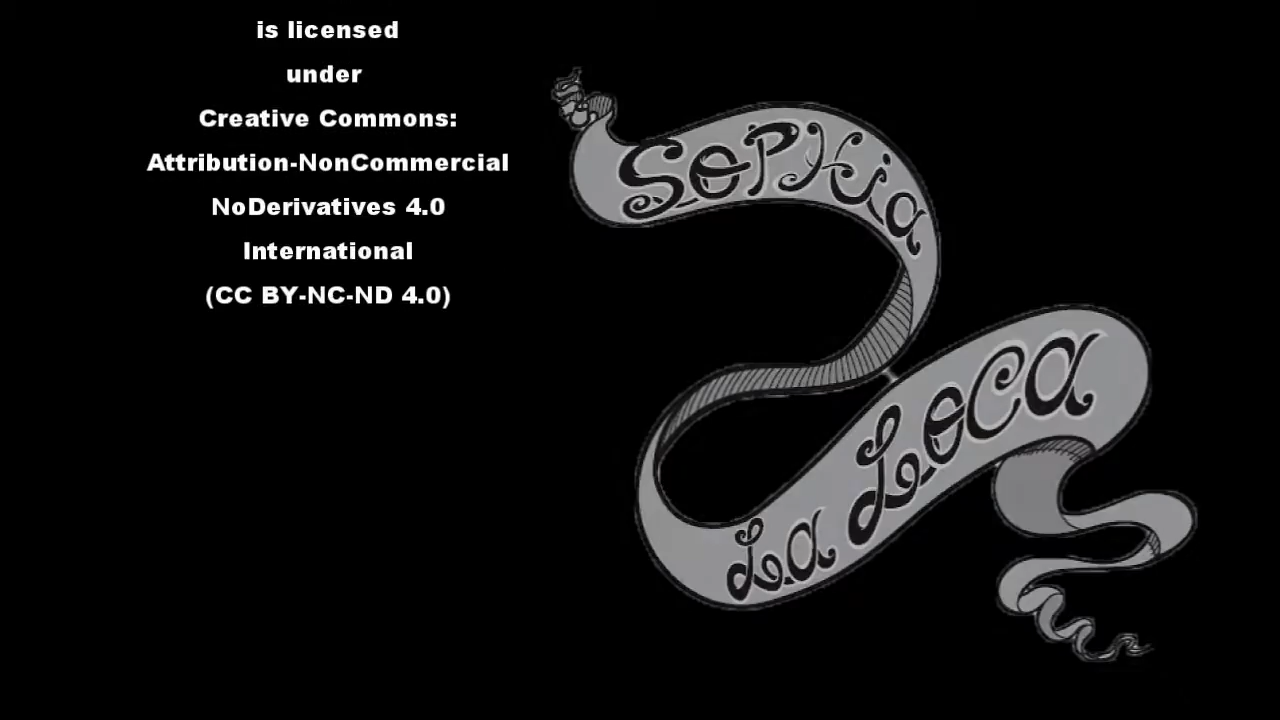 is licensed
under
Creative Commons:
Attribution-NonCommercial
NoDerivatives 4.0
International
(CC BY-NC-ND 4.0)
SOPHia
La LOCa